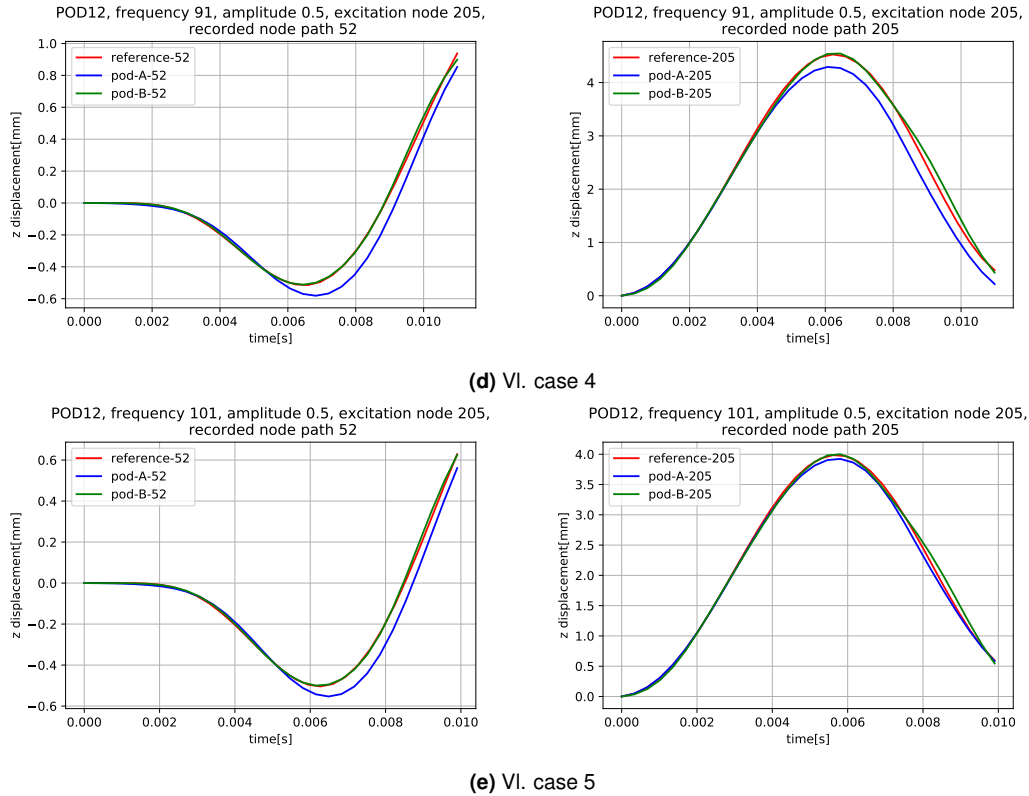 POD12, frequency 91, amplitude 0.5, excitation node 205,
recorded node path 52
1.0
0.8
0.6
0.4
0.2
0.0
−0.2
−0.4
−0.6
z displacement[mm]
reference-52
pod-A-52
pod-B-52
0.000
0.002
0.004
0.006
0.008
0.010
time[s]
POD12, frequency 91, amplitude 0.5, excitation node 205,
recorded node path 205
4
3
2
1
0
z displacement[mm]
reference-205
pod-A-205
pod-B-205
0.000
0.002
0.004
0.006
0.008
0.010
time[s]
(d) VI. case 4
POD12, frequency 101, amplitude 0.5, excitation node 205,
recorded node path 52
0.6
0.4
0.2
0.0
−0.2
−0.4
−0.6
z displacement[mm]
reference-52
pod-A-52
pod-B-52
0.000
0.002
0.004
0.006
0.008
0.010
time[s]
POD12, frequency 101, amplitude 0.5, excitation node 205,
recorded node path 205
4.0
3.5
3.0
2.5
2.0
1.5
1.0
0.5
0.0
z displacement[mm]
reference-205
pod-A-205
pod-B-205
0.000
0.002
0.004
0.006
0.008
0.010
time[s]
(e) VI. case 5